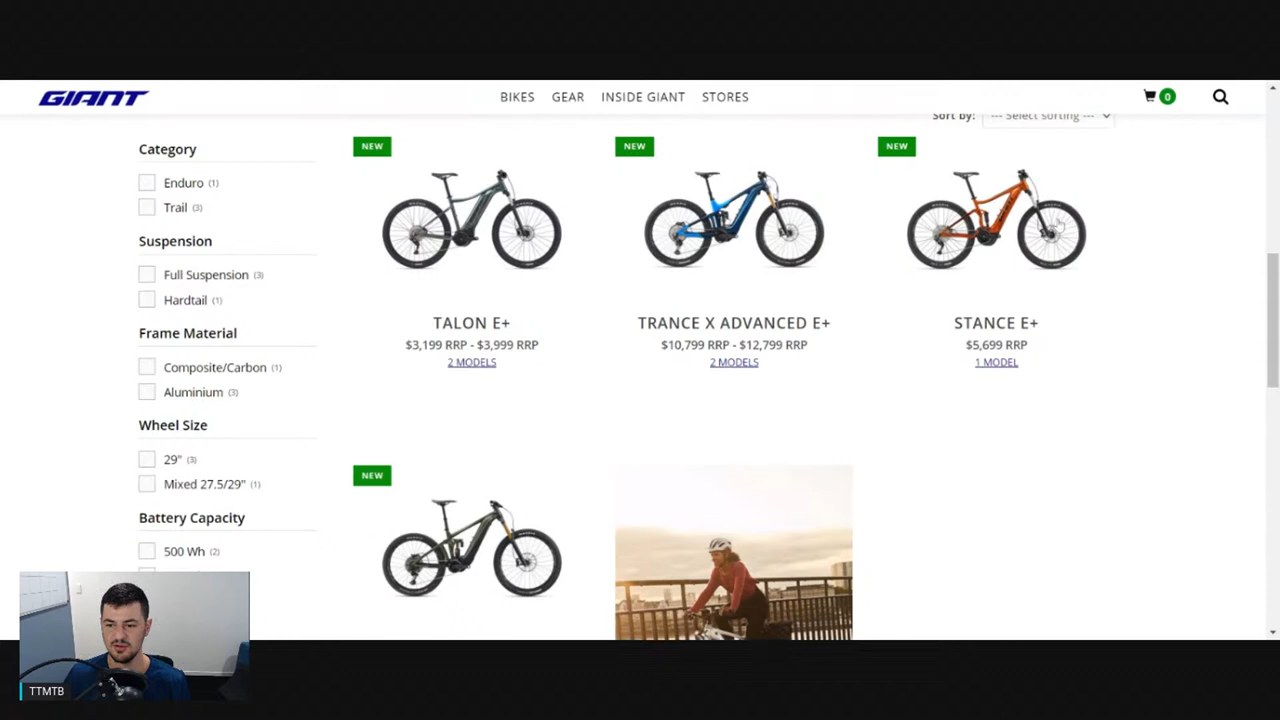 GIANT
BIKES GEAR INSIDE GIANT STORES
0
Sort by: --- Select sorting ---
Category
Enduro (1)
Trail (3)
Suspension
Full Suspension (3)
Hardtail (1)
Frame Material
Composite/Carbon (1)
Aluminium (3)
Wheel Size
29" (3)
Mixed 27.5/29" (1)
Battery Capacity
500 Wh (2)
NEW
TALON E+
$3,199 RRP - $3,999 RRP
2 MODELS
NEW
TRANCE X ADVANCED E+
$10,799 RRP - $12,799 RRP
2 MODELS
NEW
STANCE E+
$5,699 RRP
1 MODEL
NEW
TTMTB